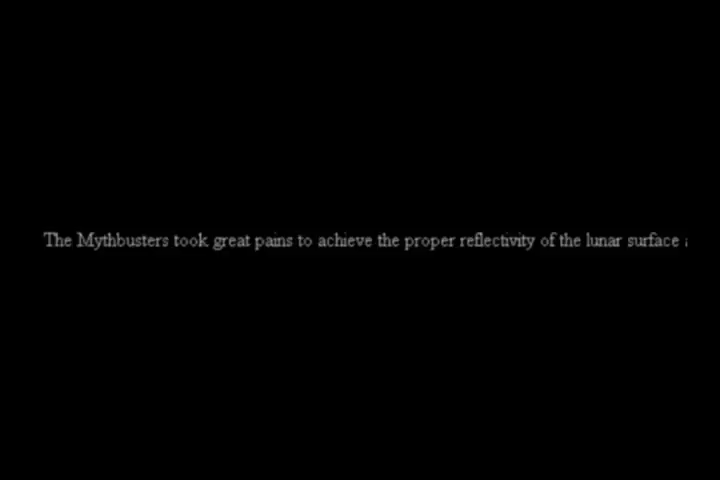 The Mythbusters took great pains to achieve the proper reflectivity of the lunar surface